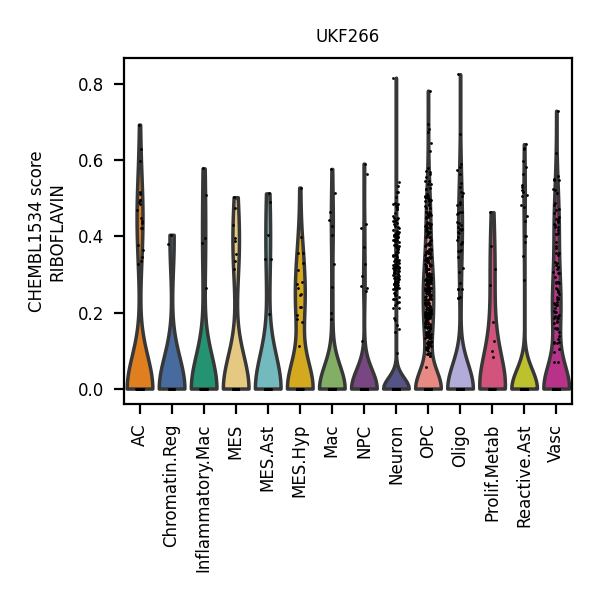 UKF266
CHEMBL1534 score
RIBOFLAVIN
0.8
0.6
0.4
0.2
0.0
AC
Chromatin.Reg
Inflammatory.Mac
MES
MES.Ast
MES.Hyp
Mac
NPC
Neuron
OPC
Oligo
Prolif.Metab
Reactive.Ast
Vasc